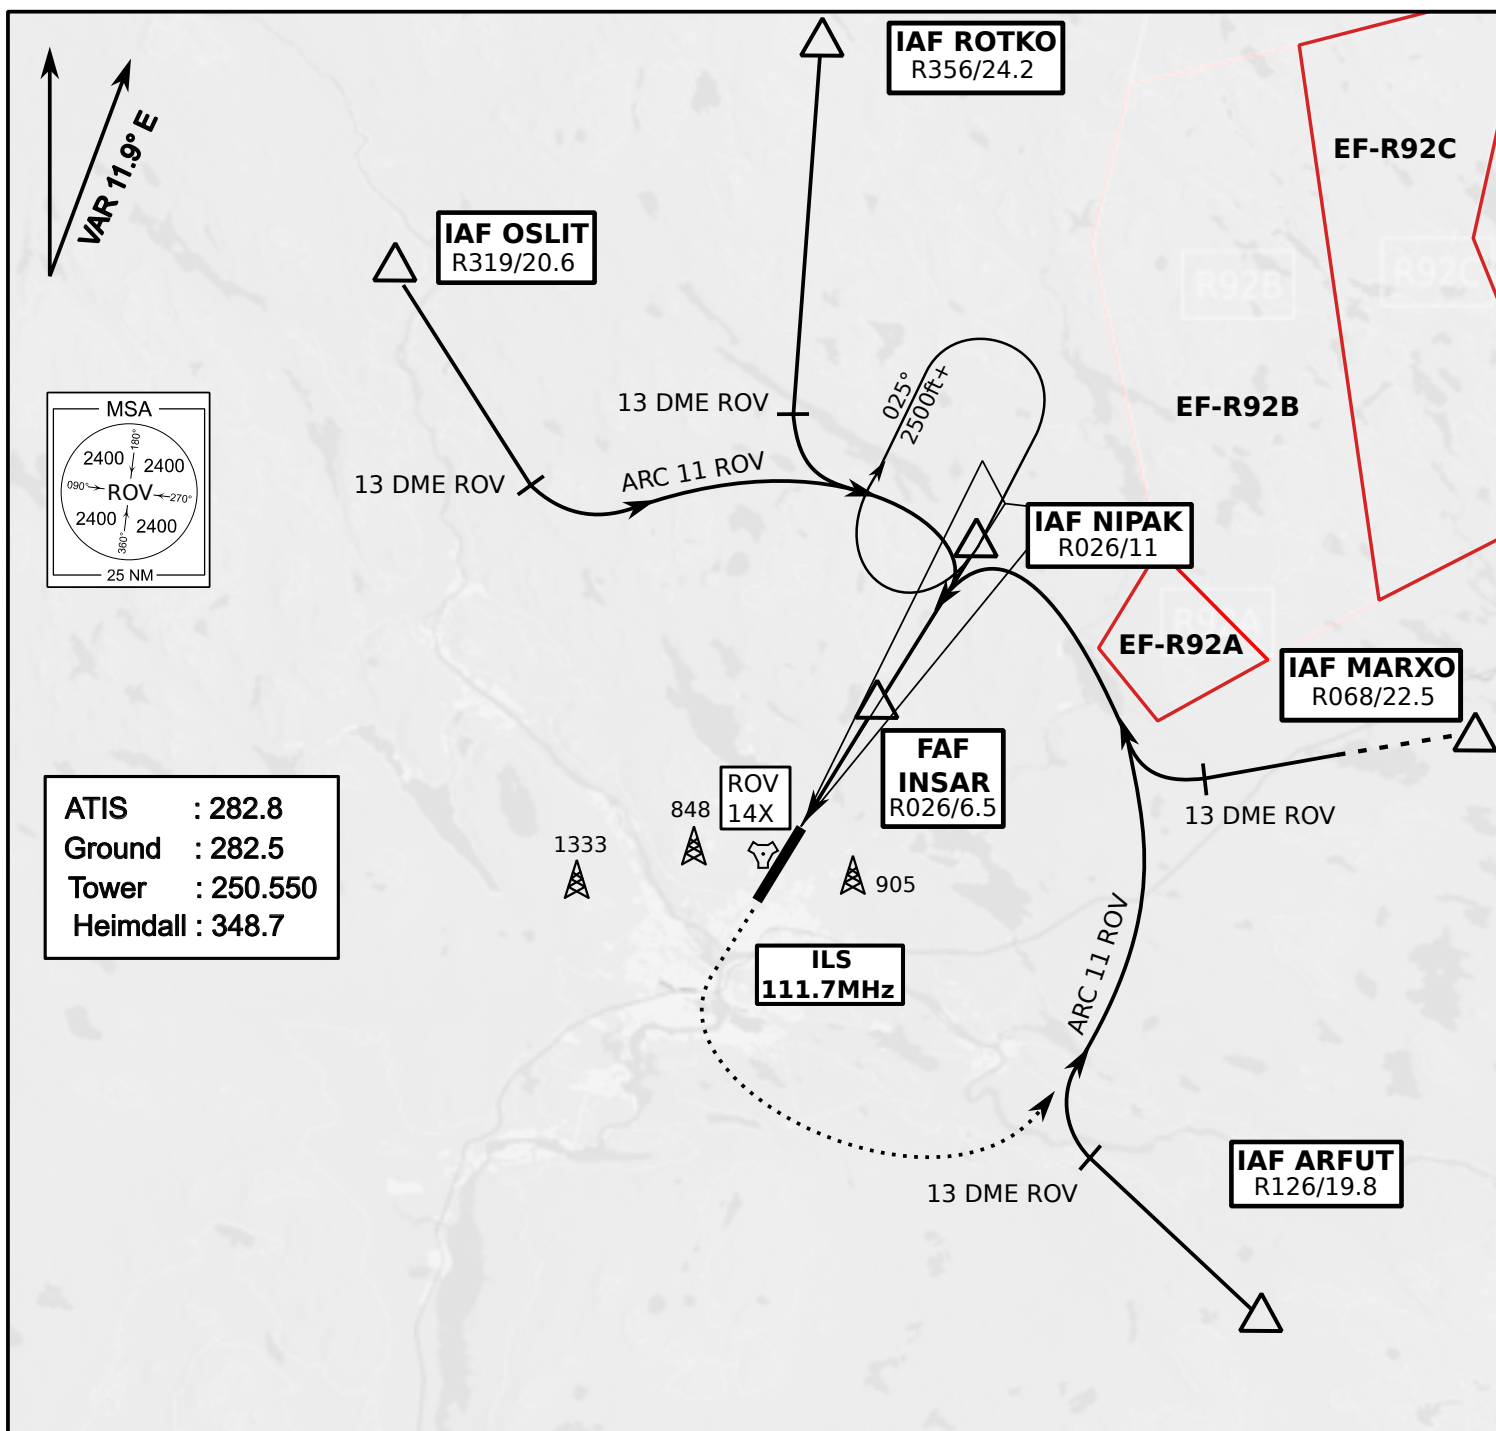 IAF ROTKO
R356/24.2
EF-R92C
VAR 11.9° E
IAF OSLIT
R319/20.6
R92B
R92C
025°
2500ft+
13 DME ROV
EF-R92B
MSA
180°
2400
2400
090°
ROV
270°
2400
2400
360°
25 NM
13 DME ROV
ARC 11 ROV
IAF NIPAK
R026/11
R92A
EF-R92A
IAF MARXO
R068/22.5
FAF
INSAR
R026/6.5
ROV
14X
848
1333
905
13 DME ROV
ATIS : 282.8
Ground : 282.5
Tower : 250.550
Heimdall : 348.7
ILS
111.7MHz
ARC 11 ROV
13 DME ROV
IAF ARFUT
R126/19.8